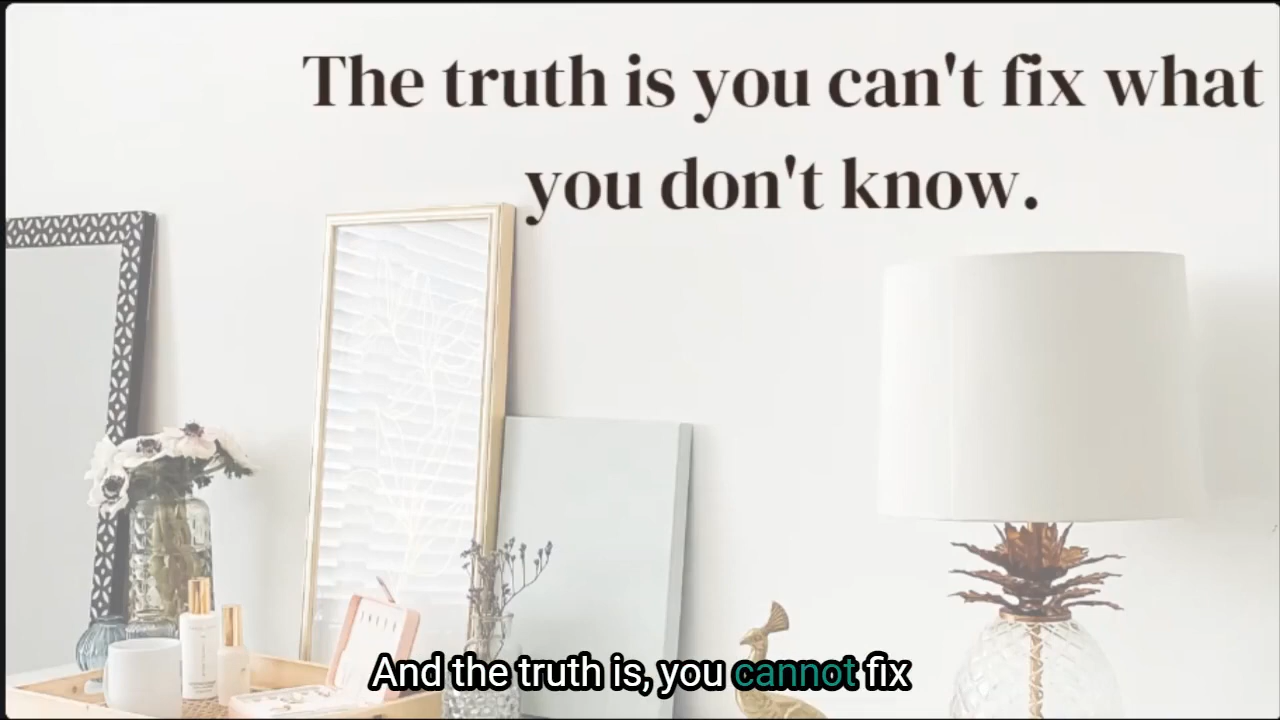 The truth is you can't fix what
you don't know.
And the truth is, you cannot fix